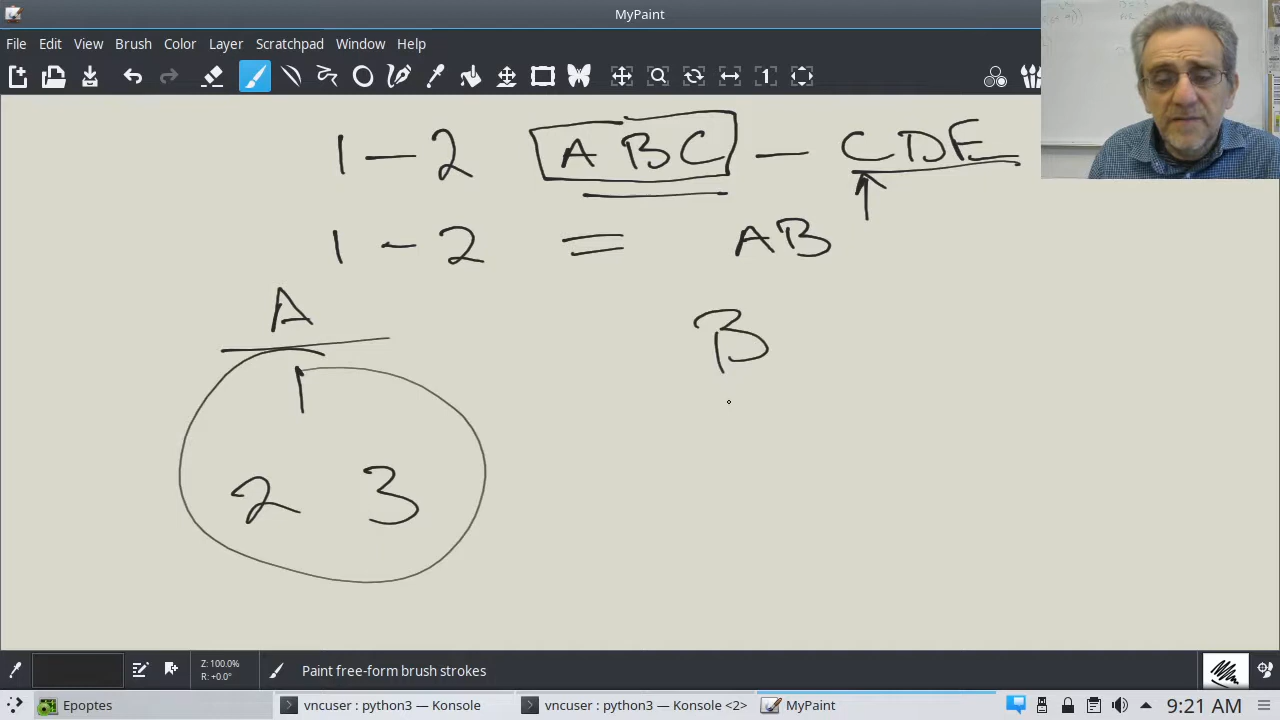 MyPaint
File Edit View Brush Color Layer Scratchpad Window Help
1 - 2 ABC - CDE
1 - 2 = AB
A
B
1
2 3
Z: 100.0%
R: +0.0°
Paint free-form brush strokes
Epoptes
vncuser : python3 — Konsole
vncuser : python3 — Konsole <2>
MyPaint
9:21 AM